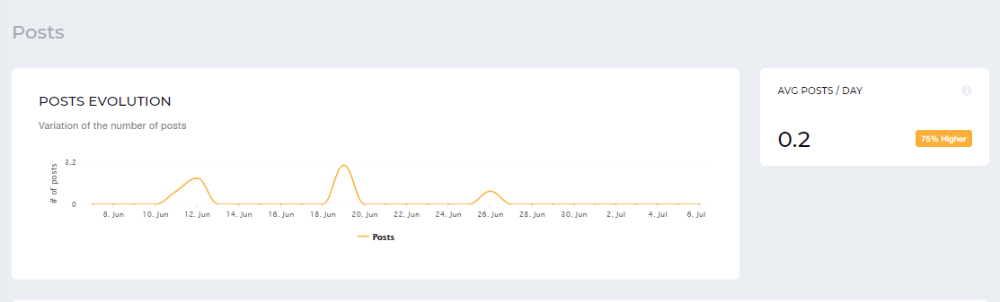 Posts
POSTS EVOLUTION
Variation of the number of posts
# of posts
3.2
0
8. Jun 10. Jun 12. Jun 14. Jun 16. Jun 18. Jun 20. Jun 22. Jun 24. Jun 26. Jun 28. Jun 30. Jun 2. Jul 4. Jul 6. Jul
Posts
AVG POSTS / DAY
0.2
75% Higher